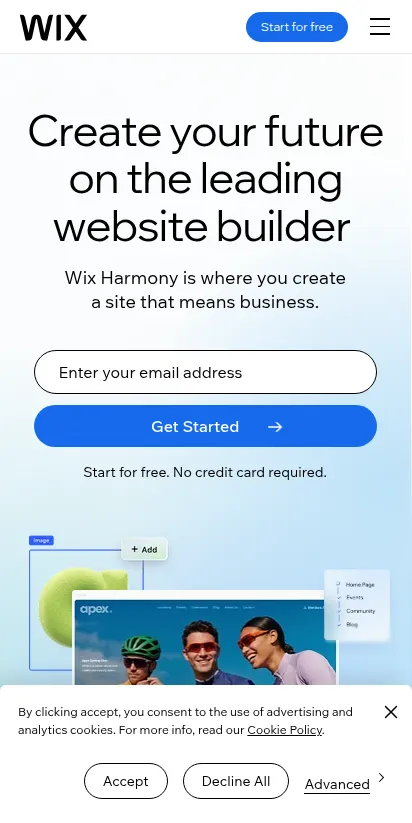 WIX
Start for free
Create your future
on the leading
website builder
Wix Harmony is where you create
a site that means business.
Enter your email address
Get Started →
Start for free. No credit card required.
Image
+ Add
apex
Home Page
Events
Community
Blog
By clicking accept, you consent to the use of advertising and
analytics cookies. For more info, read our Cookie Policy.
Accept
Decline All
Advanced